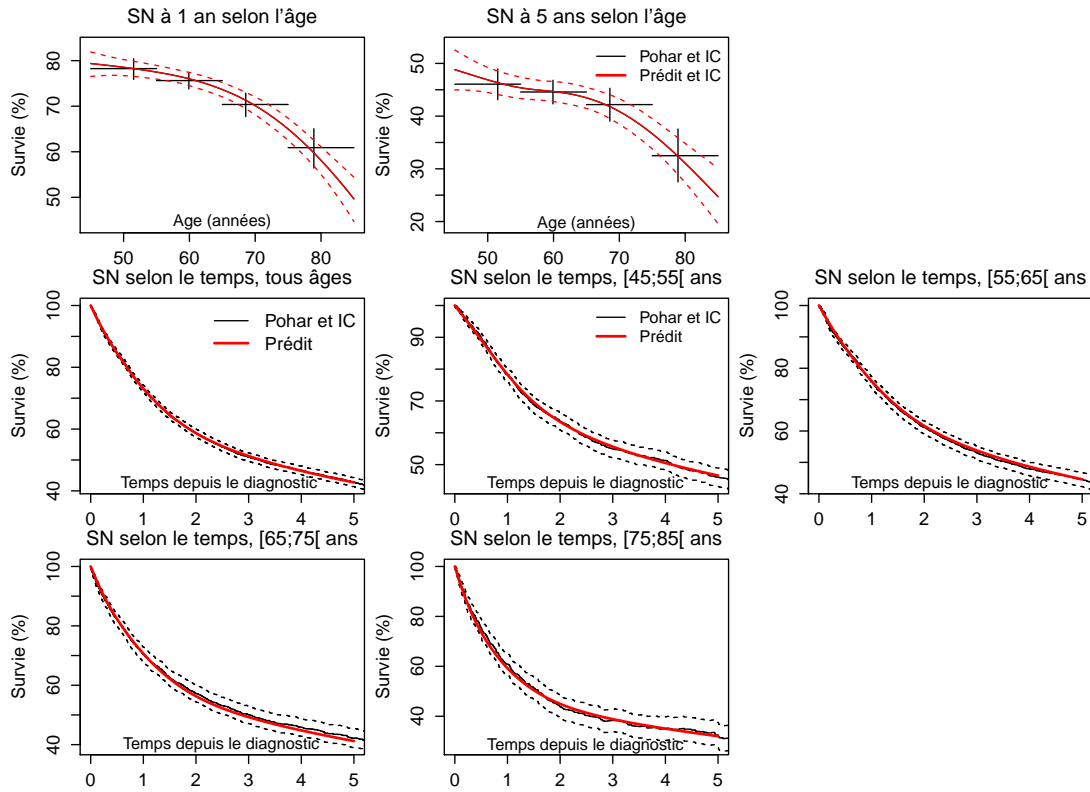 SN à 1 an selon l'âge
SN à 5 ans selon l'âge
Survie (%)
50 60 70 80
Age (années)
50 60 70 80
Survie (%)
20 30 40 50
Pohar et IC
Prédit et IC
Age (années)
50 60 70 80
SN selon le temps, tous âges
SN selon le temps, [45;55[ ans
SN selon le temps, [55;65[ ans
Survie (%)
40 60 80 100
Pohar et IC
Prédit
Temps depuis le diagnostic
0 1 2 3 4 5
Survie (%)
50 70 90
Pohar et IC
Prédit
Temps depuis le diagnostic
0 1 2 3 4 5
Survie (%)
40 60 80 100
Temps depuis le diagnostic
0 1 2 3 4 5
SN selon le temps, [65;75[ ans
SN selon le temps, [75;85[ ans
Survie (%)
40 60 80 100
Temps depuis le diagnostic
0 1 2 3 4 5
Survie (%)
40 60 80 100
Temps depuis le diagnostic
0 1 2 3 4 5